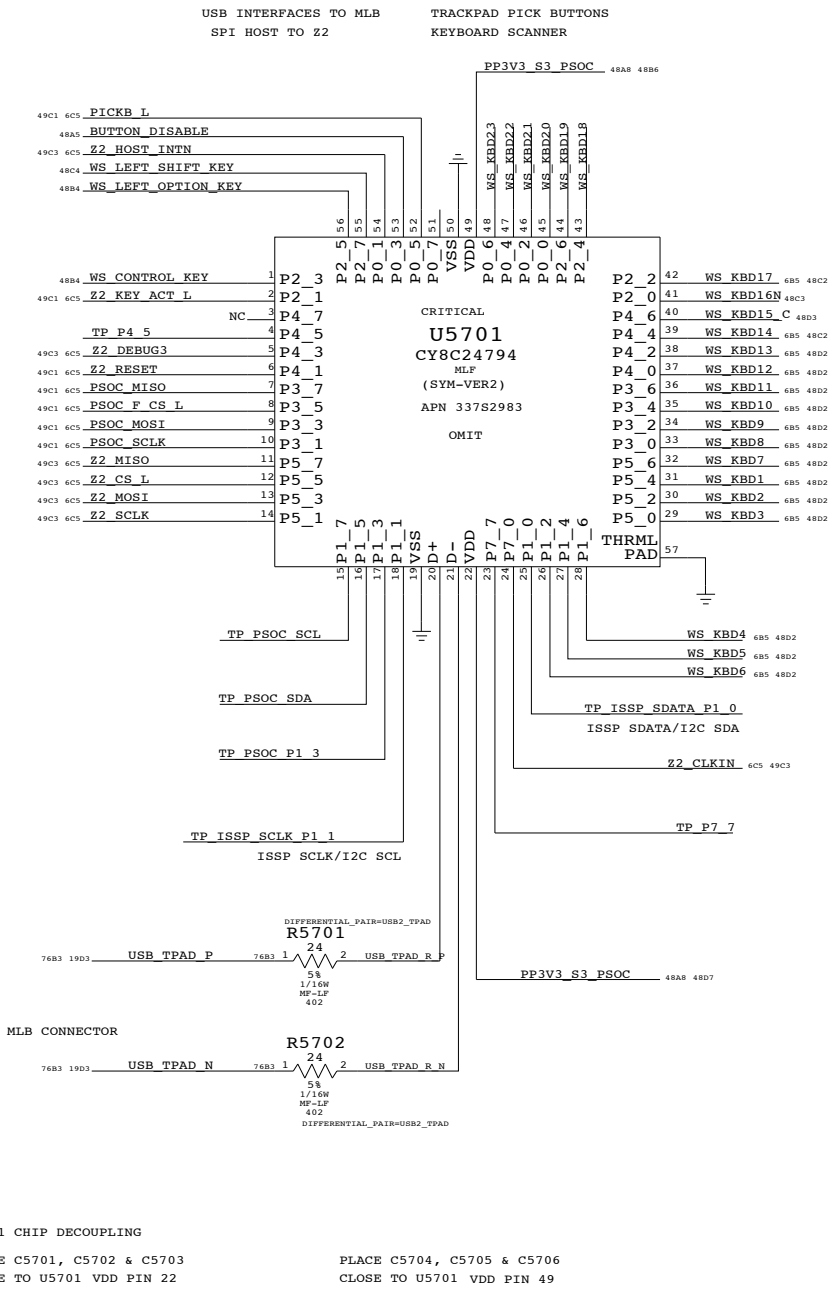 USB INTERFACES TO MLB
SPI HOST TO Z2
TRACKPAD PICK BUTTONS
KEYBOARD SCANNER
PP3V3_S3_PSOC 48A8 48B6
49C1 6C5 PICKB_L
48A5 BUTTON_DISABLE
49C3 6C5 Z2_HOST_INTN
48C4 WS_LEFT_SHIFT_KEY
48B4 WS_LEFT_OPTION_KEY
WS_KBD23
WS_KBD22
WS_KBD21
WS_KBD20
WS_KBD19
WS_KBD18
56 55 54 53 52 51 50 49 48 47 46 45 44 43
P2_5 P2_7 P0_1 P0_3 P0_5 P0_7 VSS VDD P0_6 P0_4 P0_2 P0_0 P2_6 P2_4
48B4 WS_CONTROL_KEY 1 P2_3
49C1 6C5 Z2_KEY_ACT_L 2 P2_1
NC 3 P4_7
TP_P4_5 4 P4_5
49C3 6C5 Z2_DEBUG3 5 P4_3
49C1 6C5 Z2_RESET 6 P4_1
49C1 6C5 PSOC_MISO 7 P3_7
49C1 6C5 PSOC_F_CS_L 8 P3_5
49C1 6C5 PSOC_MOSI 9 P3_3
49C1 6C5 PSOC_SCLK 10 P3_1
49C3 6C5 Z2_MISO 11 P5_7
49C3 6C5 Z2_CS_L 12 P5_5
49C3 6C5 Z2_MOSI 13 P5_3
49C3 6C5 Z2_SCLK 14 P5_1
CRITICAL
U5701
CY8C24794
MLF
(SYM-VER2)
APN 337S2983
OMIT
P2_2 42 WS_KBD17 6B5 48C2
P2_0 41 WS_KBD16N 48C3
P4_6 40 WS_KBD15_C 48D3
P4_4 39 WS_KBD14 6B5 48C2
P4_2 38 WS_KBD13 6B5 48D2
P4_0 37 WS_KBD12 6B5 48D2
P3_6 36 WS_KBD11 6B5 48D2
P3_4 35 WS_KBD10 6B5 48D2
P3_2 34 WS_KBD9 6B5 48D2
P3_0 33 WS_KBD8 6B5 48D2
P5_6 32 WS_KBD7 6B5 48D2
P5_4 31 WS_KBD1 6B5 48D2
P5_2 30 WS_KBD2 6B5 48D2
P5_0 29 WS_KBD3 6B5 48D2
THRML
PAD 57
P1_7 P1_5 P1_3 P1_1 VSS D+ D- VDD P7_7 P7_0 P1_0 P1_2 P1_4 P1_6
15 16 17 18 19 20 21 22 23 24 25 26 27 28
TP_PSOC_SCL
WS_KBD4 6B5 48D2
WS_KBD5 6B5 48D2
WS_KBD6 6B5 48D2
TP_PSOC_SDA
TP_ISSP_SDATA_P1_0
ISSP SDATA/I2C SDA
TP_PSOC_P1_3
Z2_CLKIN 6C5 49C3
TP_ISSP_SCLK_P1_1
ISSP SCLK/I2C SCL
TP_P7_7
DIFFERENTIAL_PAIR=USB2_TPAD
R5701
24
76B3 19D3 USB_TPAD_P 76B3 1 2 USB_TPAD_R_P
5%
1/16W
MF-LF
402
PP3V3_S3_PSOC 48A8 48D7
MLB CONNECTOR
R5702
24
76B3 19D3 USB_TPAD_N 76B3 1 2 USB_TPAD_R_N
5%
1/16W
MF-LF
402
DIFFERENTIAL_PAIR=USB2_TPAD
1 CHIP DECOUPLING
E C5701, C5702 & C5703
E TO U5701 VDD PIN 22
PLACE C5704, C5705 & C5706
CLOSE TO U5701 VDD PIN 49